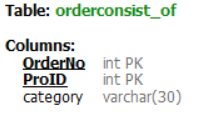 Table: orderconsist_of
Columns:
OrderNo int PK
ProID int PK
category varchar(30)